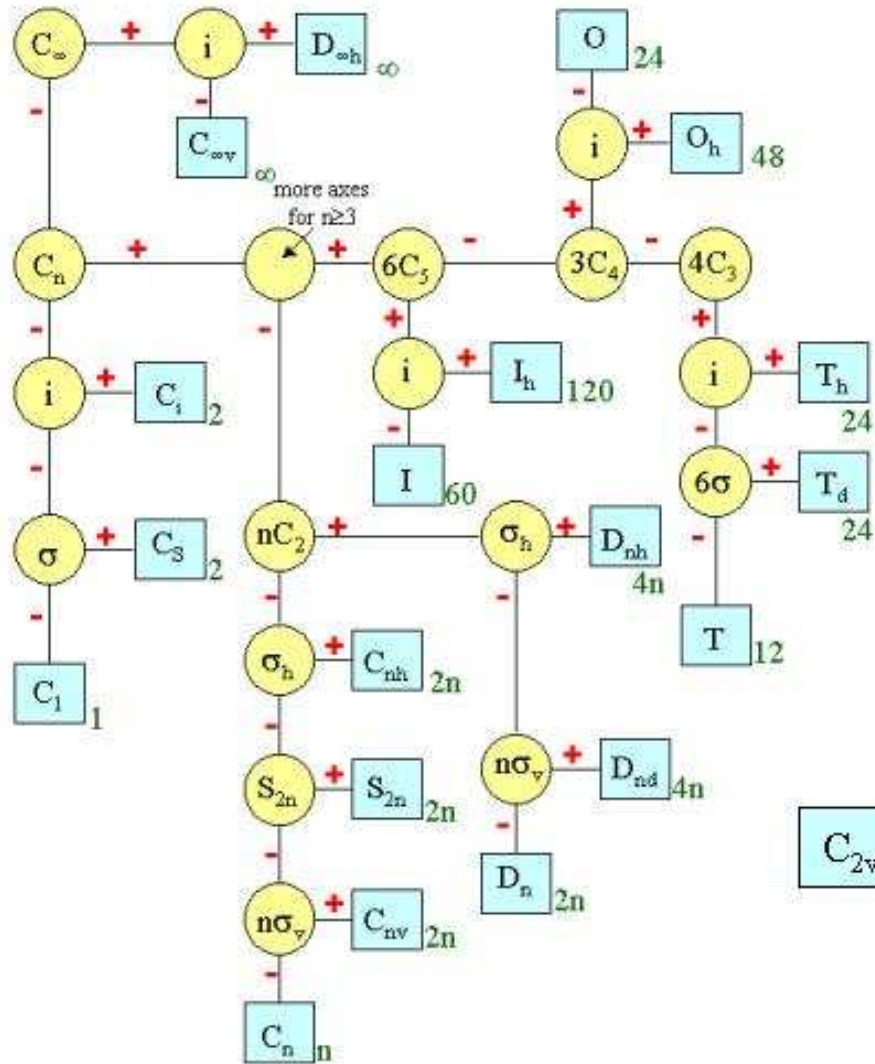 C∞ + i + D∞h ∞
- -
C∞v ∞
O 24
-
i + Oh 48
+
more axes
for n≥3
Cn + + 6C5 - 3C4 - 4C3
- - + +
i + Ci 2
i + Ih 120
i + Th 24
- - -
I 60
6σ + Td 24
-
T 12
σ + CS 2
-
C1 1
nC2 + σh + Dnh 4n
- -
σh + Cnh 2n
-
S2n + S2n 2n
-
nσv + Dnd 4n
-
Dn 2n
C2v
nσv + Cnv 2n
-
Cn n